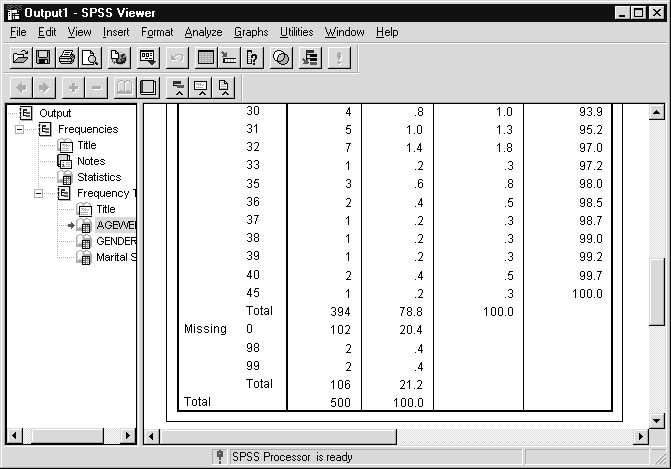 Output1 - SPSS Viewer
File Edit View Insert Format Analyze Graphs Utilities Window Help
Output
Frequencies
Title
Notes
Statistics
Frequency T
Title
AGEWE
GENDER
Marital S
30 4 .8 1.0 93.9
31 5 1.0 1.3 95.2
32 7 1.4 1.8 97.0
33 1 .2 .3 97.2
35 3 .6 .8 98.0
36 2 .4 .5 98.5
37 1 .2 .3 98.7
38 1 .2 .3 99.0
39 1 .2 .3 99.2
40 2 .4 .5 99.7
45 1 .2 .3 100.0
Total 394 78.8 100.0
Missing 0 102 20.4
98 2 .4
99 2 .4
Total 106 21.2
Total 500 100.0
SPSS Processor is ready